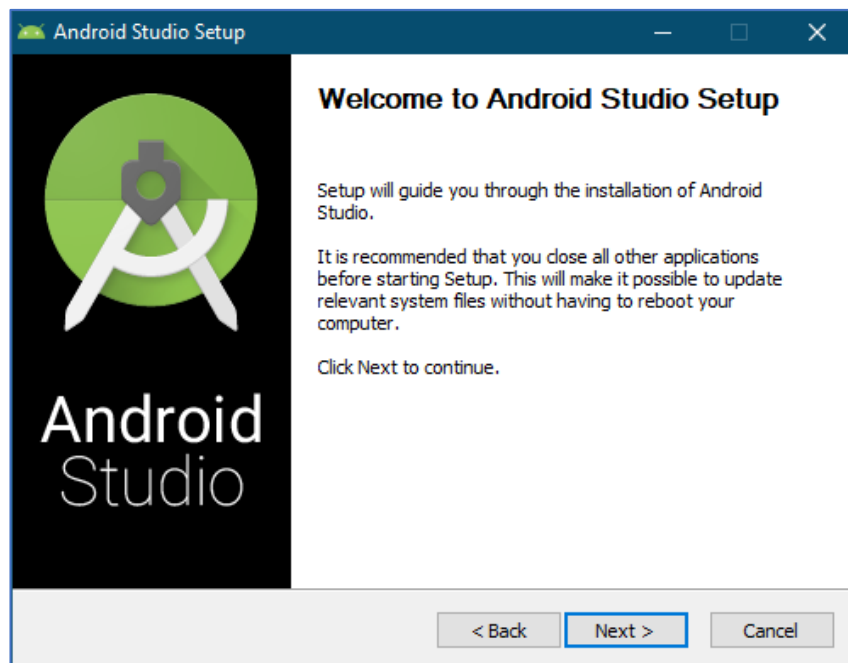 Android Studio Setup
Welcome to Android Studio Setup
Setup will guide you through the installation of Android
Studio.
It is recommended that you close all other applications
before starting Setup. This will make it possible to update
relevant system files without having to reboot your
computer.
Click Next to continue.
Android
Studio
< Back Next > Cancel